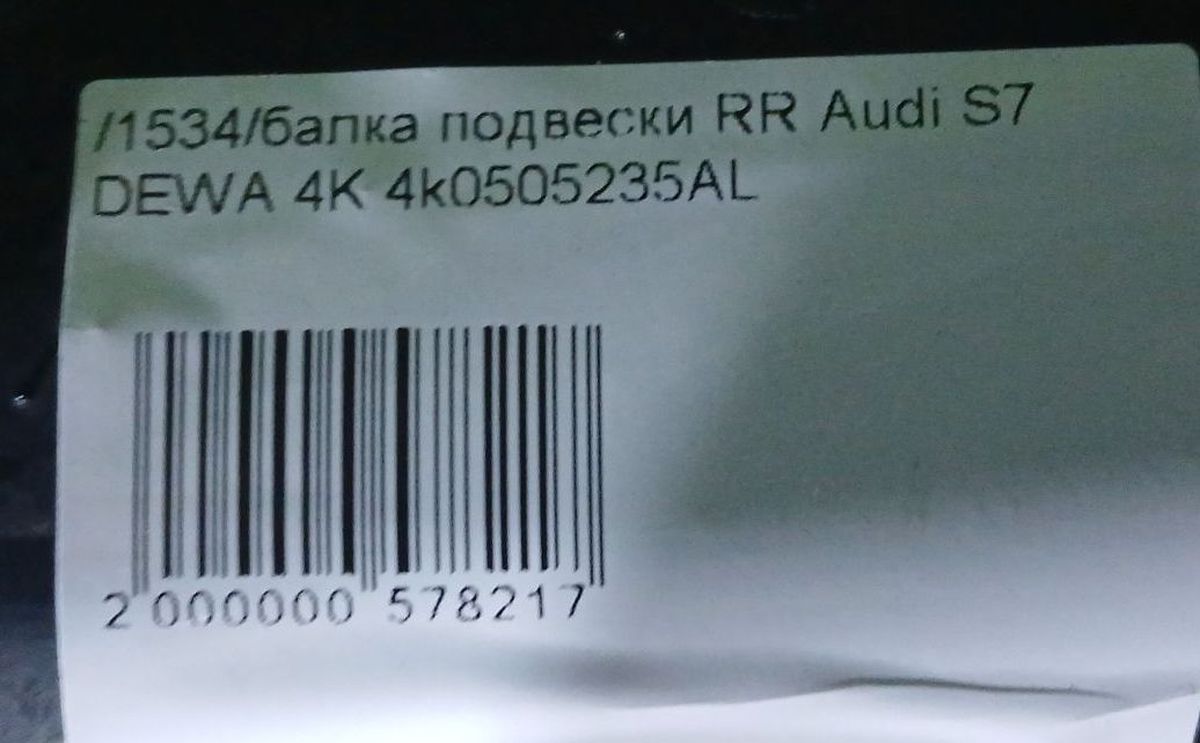 /1534/балка подвески RR Audi S7
DEWA 4K 4k0505235AL
2 000000 578217